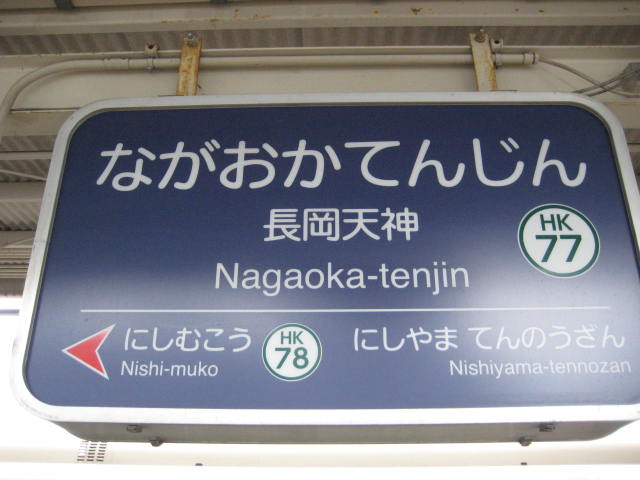 ながおかてんじん
長岡天神
HK
77
Nagaoka-tenjin
にしむこう
Nishi-muko
HK
78
にしやま てんのうざん
Nishiyama-tennozan